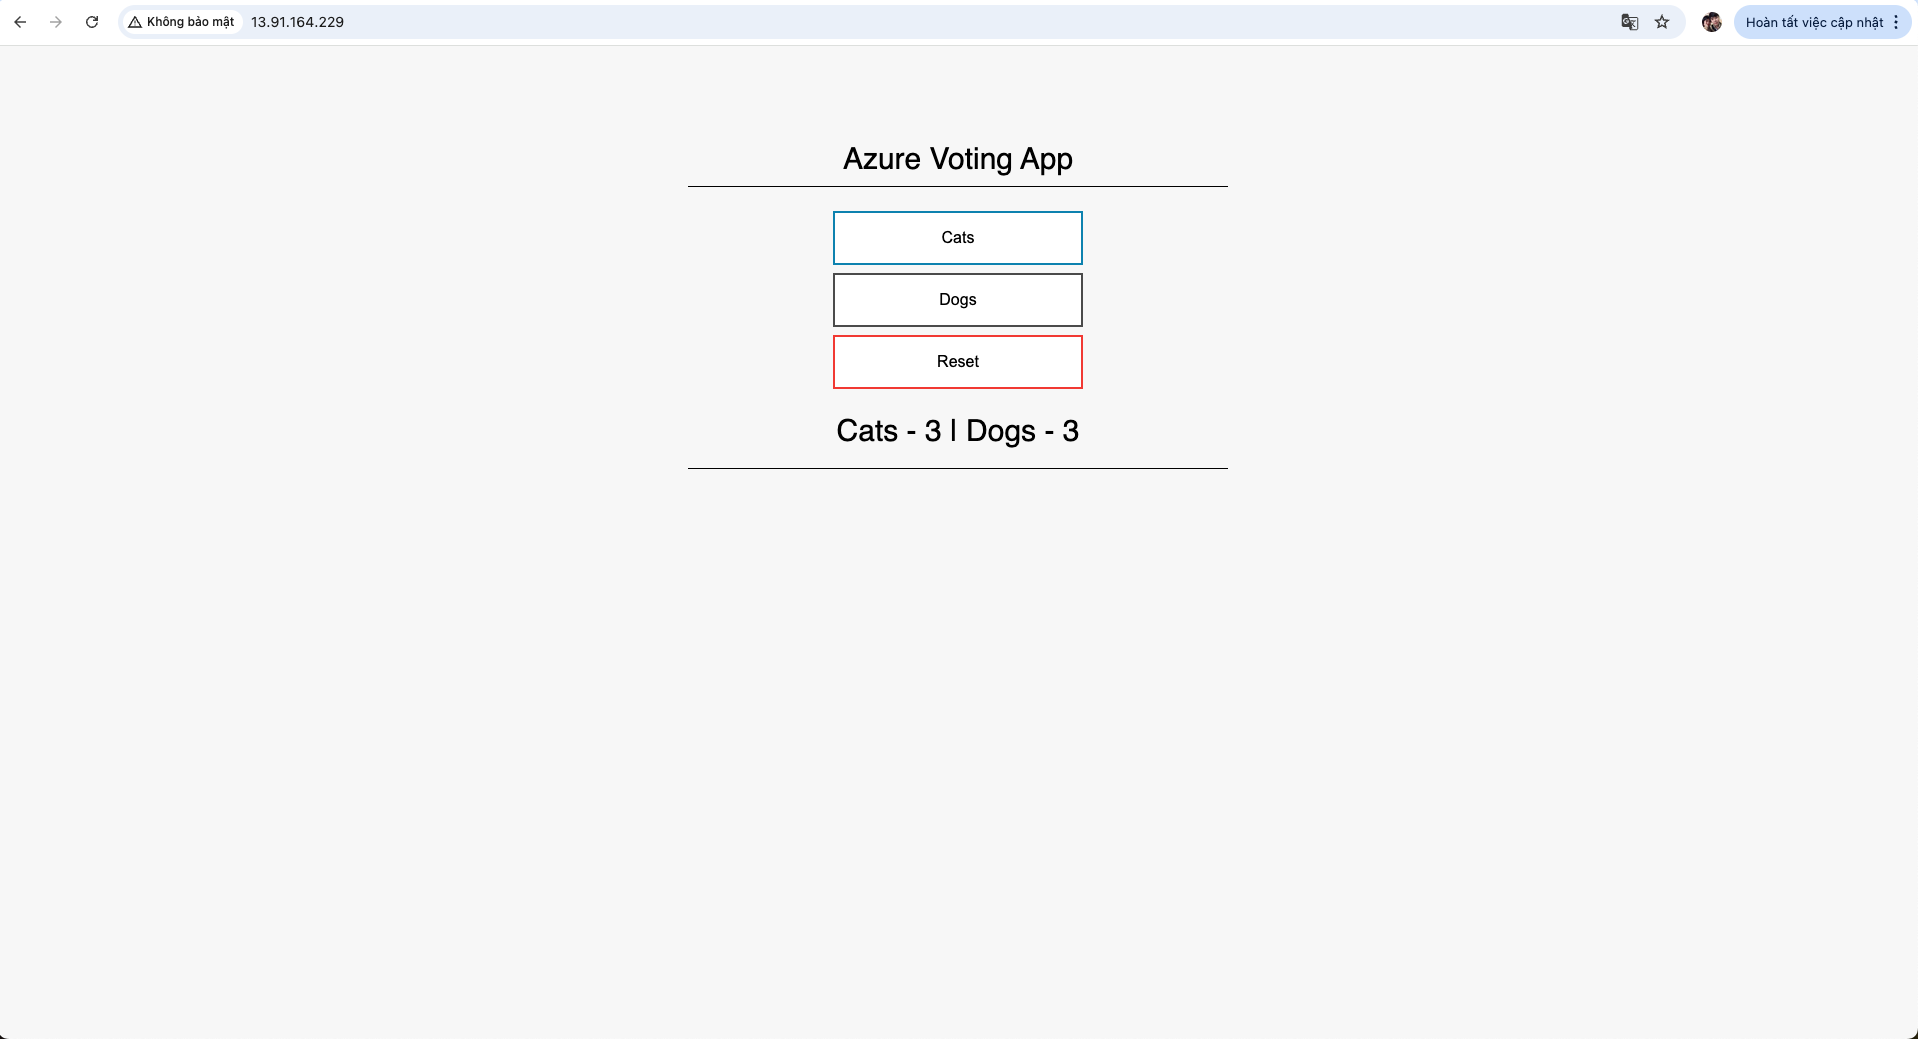 Không bảo mật 13.91.164.229 Hoàn tất việc cập nhật
Azure Voting App
Cats
Dogs
Reset
Cats - 3 | Dogs - 3